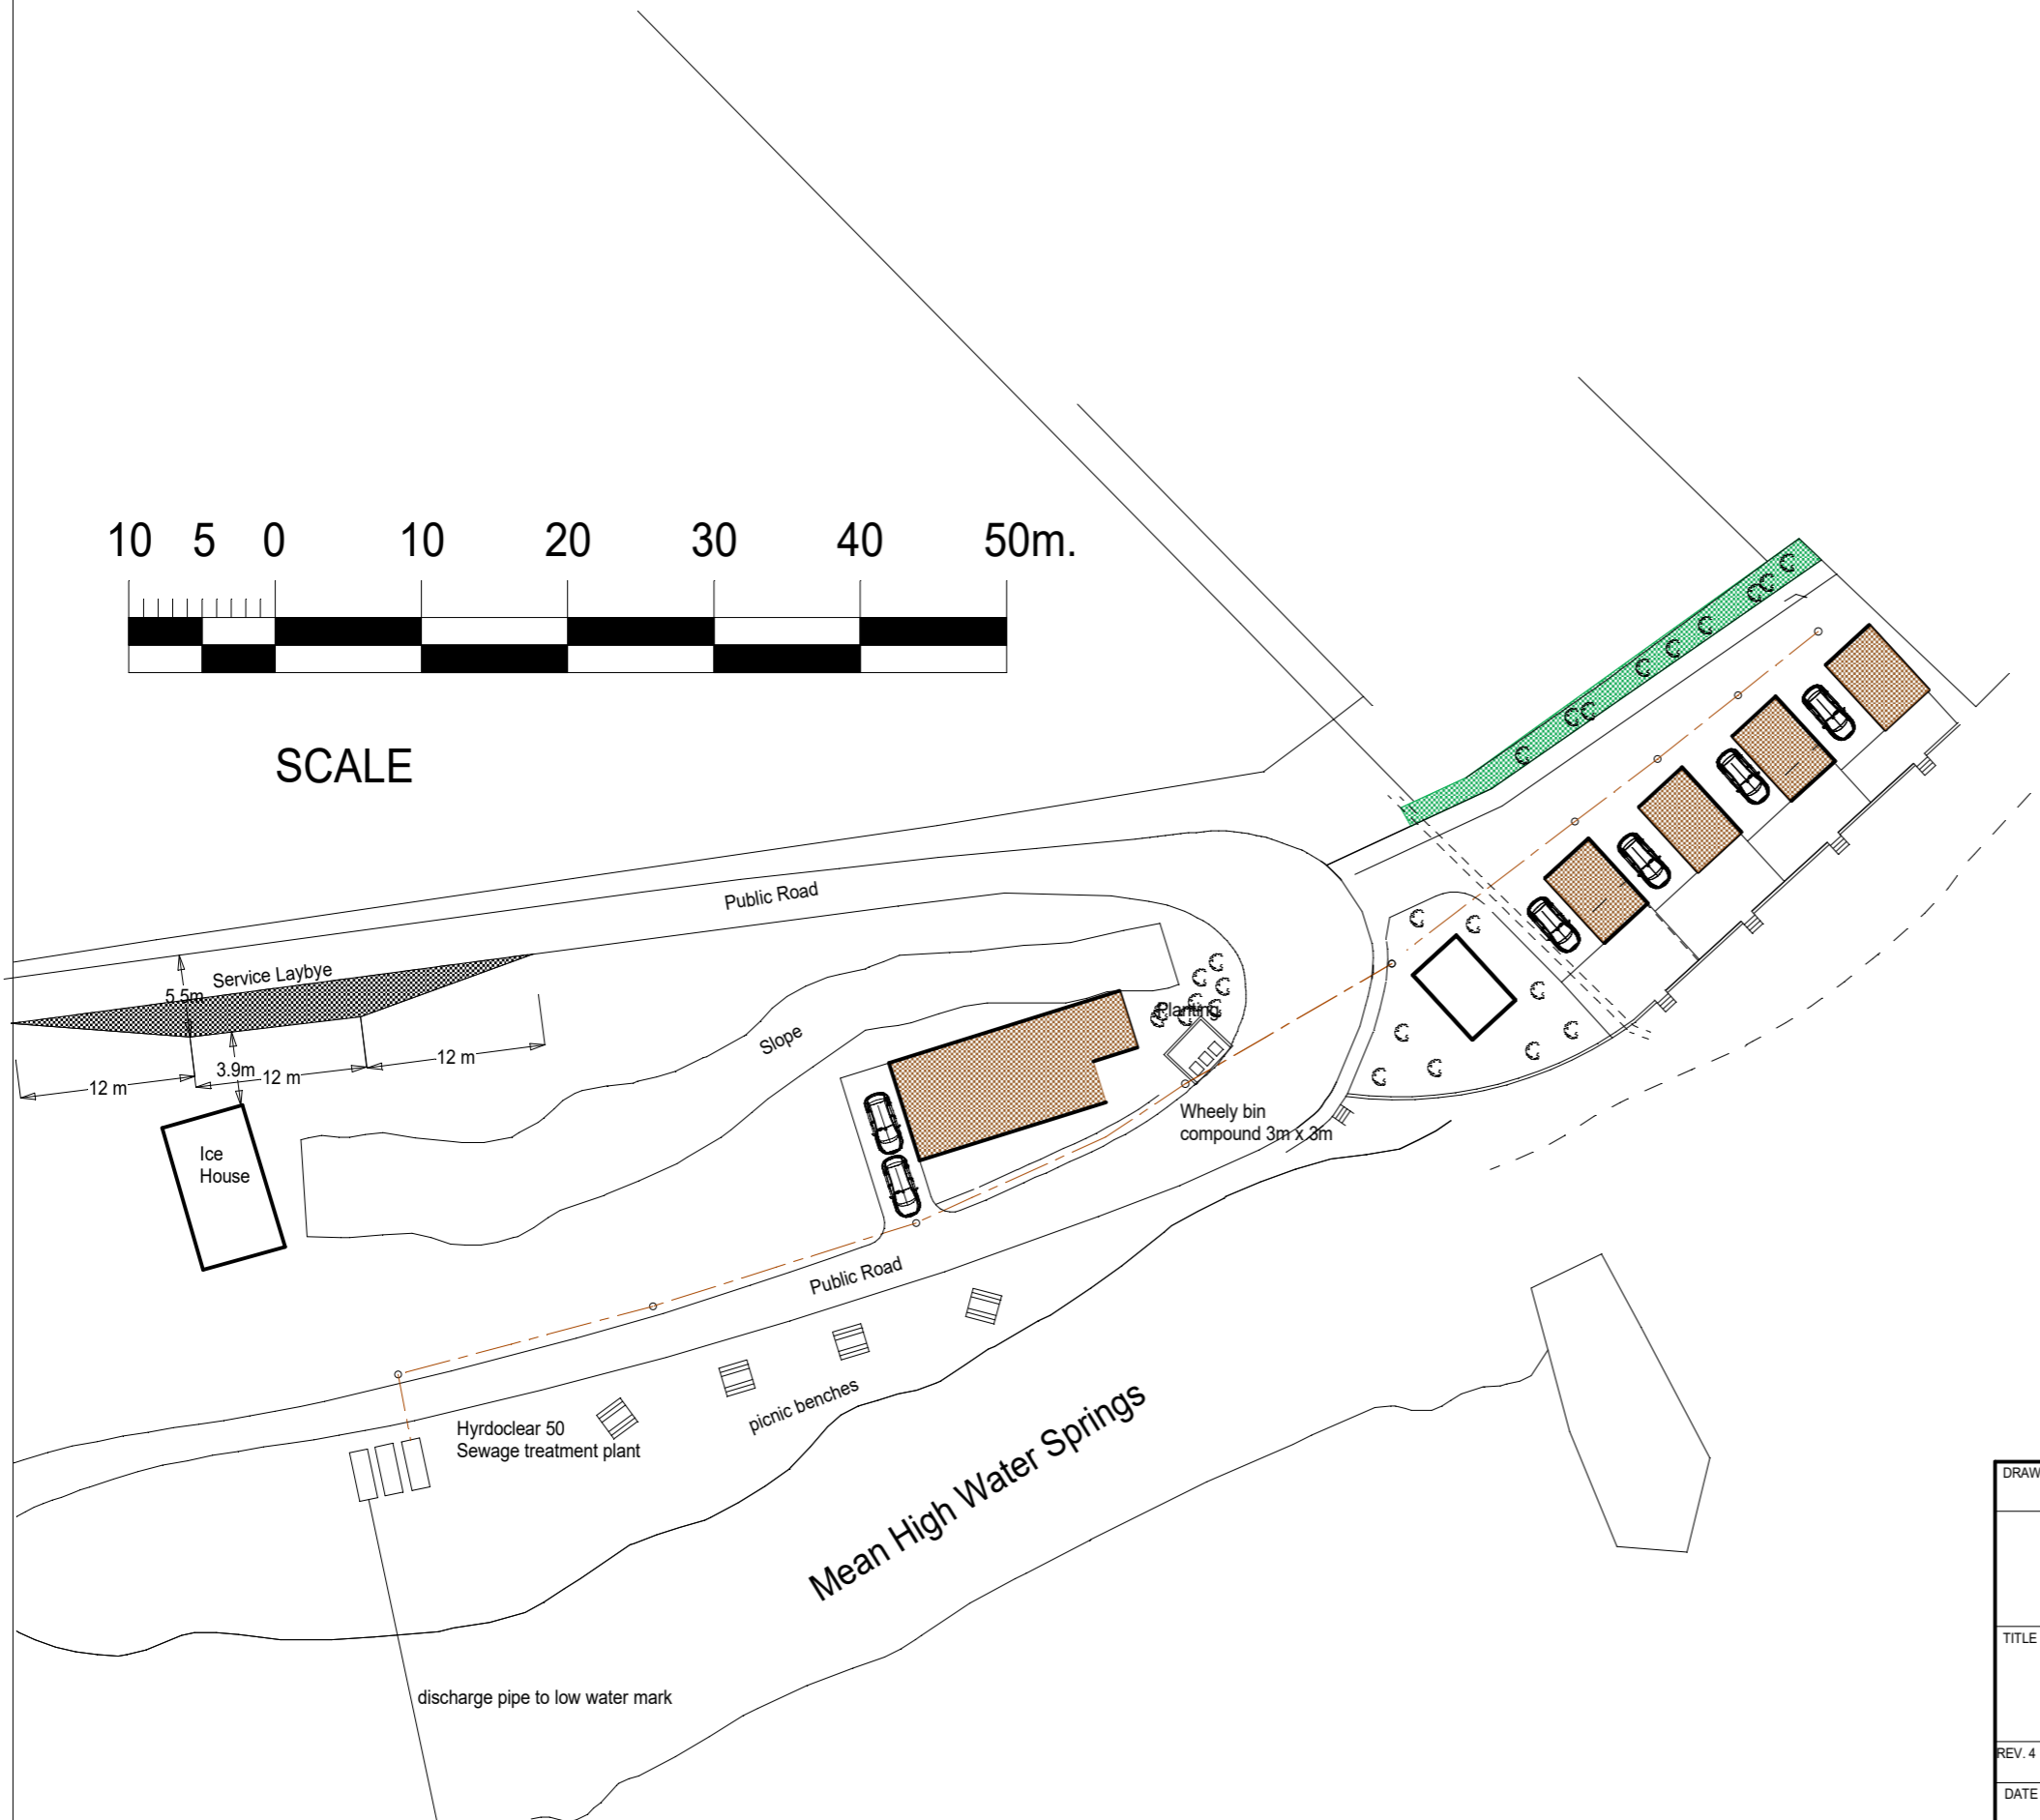 10 5 0 10 20 30 40 50m.
SCALE
Public Road
Service Laybye
5.5m
Slope
Planting
12 m
3.9m
12 m
12 m
Ice
House
Wheely bin
compound 3m x 3m
Public Road
picnic benches
Hyrdoclear 50
Sewage treatment plant
Mean High Water Springs
discharge pipe to low water mark
DRAW
TITLE
REV. 4
DATE